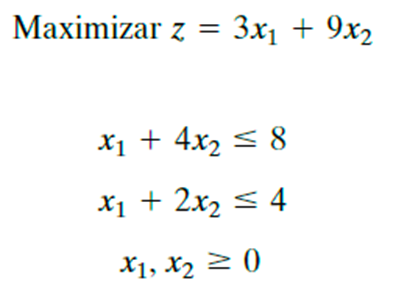 Maximizar z = 3x₁ + 9x₂
x₁ + 4x₂ ≤ 8
x₁ + 2x₂ ≤ 4
x₁, x₂ ≥ 0